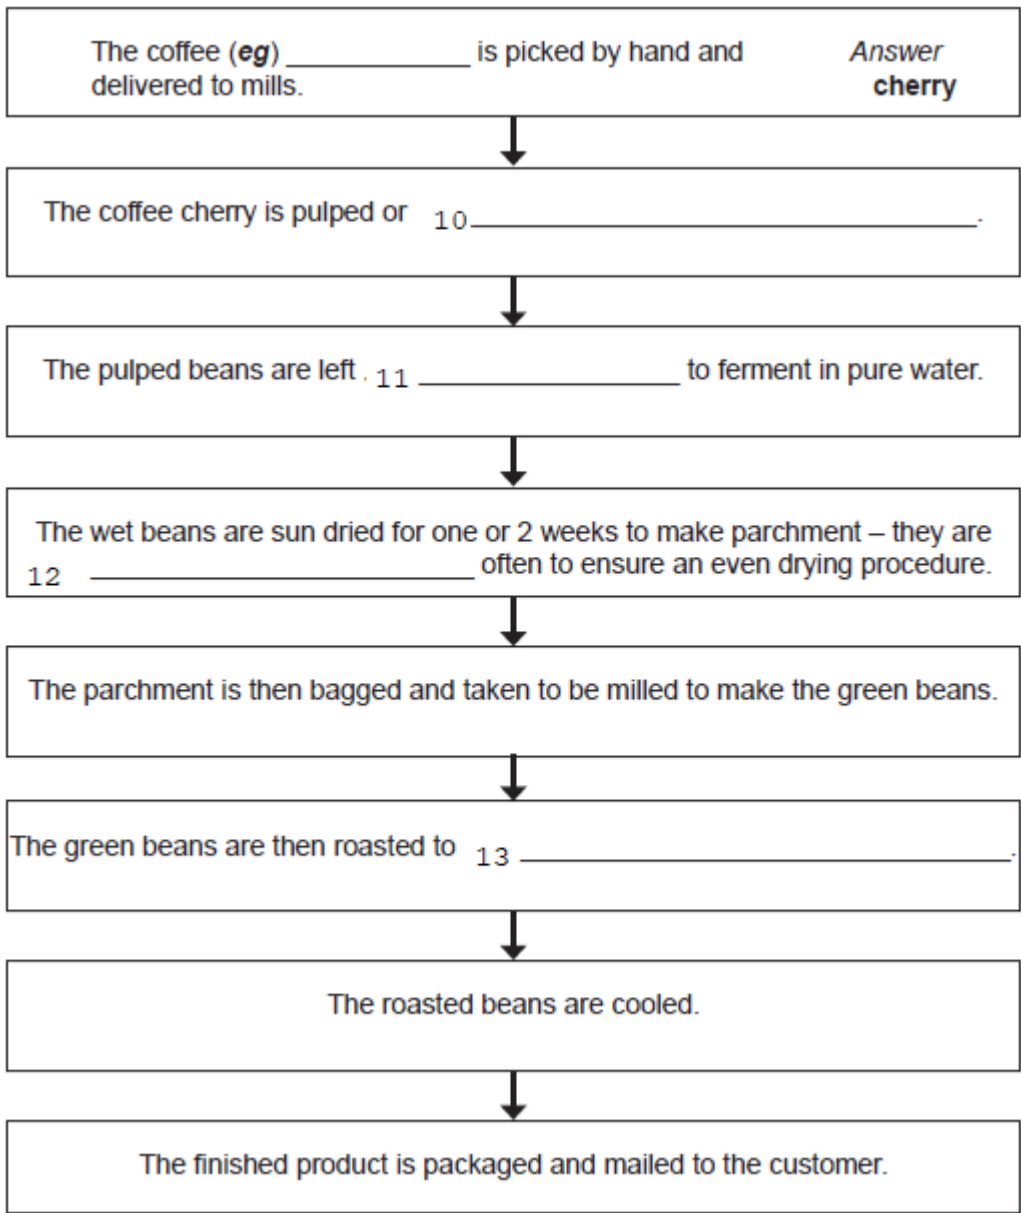 The coffee (eg) ____________ is picked by hand and Answer
delivered to mills. cherry
The coffee cherry is pulped or 10 ____________.
The pulped beans are left 11 ____________ to ferment in pure water.
The wet beans are sun dried for one or 2 weeks to make parchment – they are
12 ____________ often to ensure an even drying procedure.
The parchment is then bagged and taken to be milled to make the green beans.
The green beans are then roasted to 13 ____________.
The roasted beans are cooled.
The finished product is packaged and mailed to the customer.